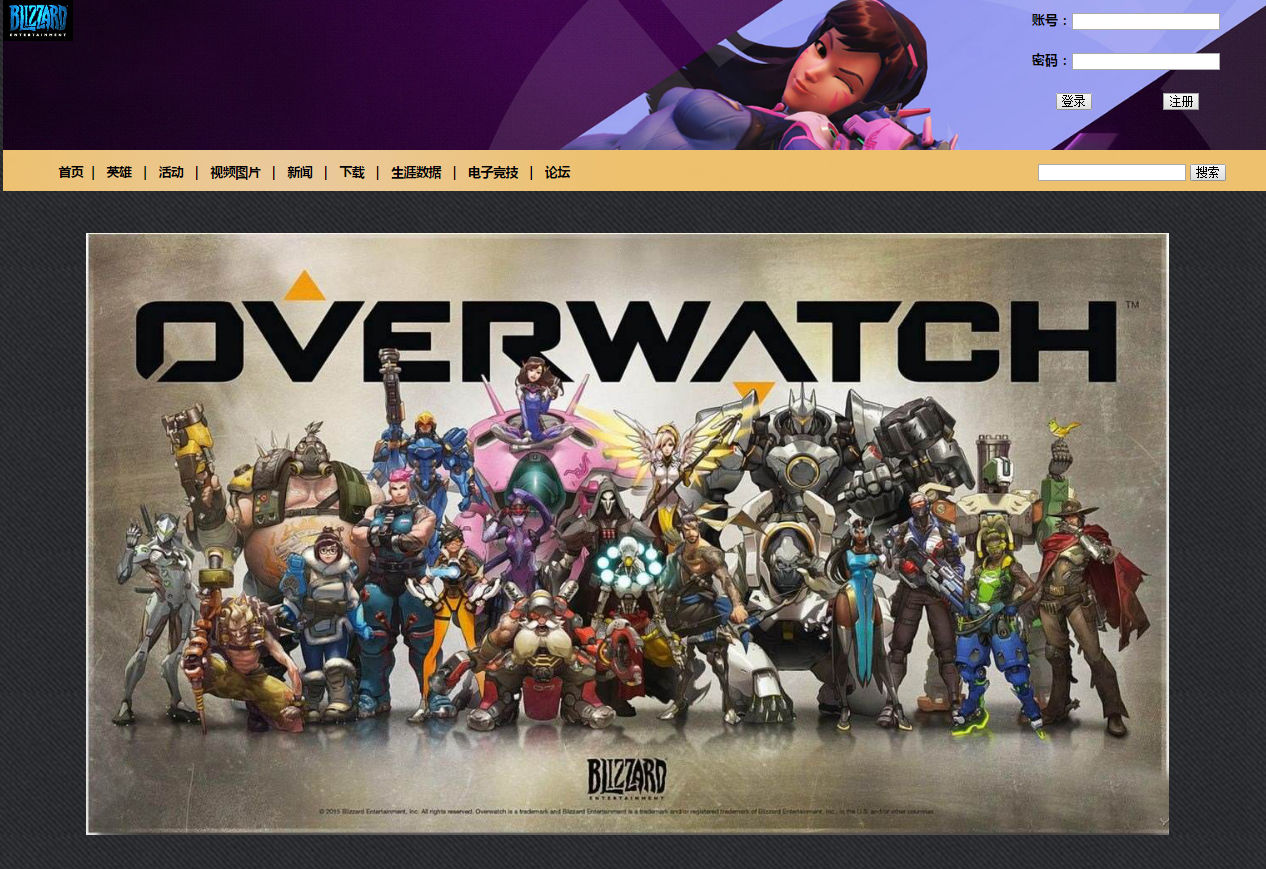 BLIZZARD
ENTERTAINMENT
账号：
密码：
登录 注册
首页 | 英雄 | 活动 | 视频图片 | 新闻 | 下载 | 生涯数据 | 电子竞技 | 论坛
搜索
OVERWATCH™
BLIZZARD
ENTERTAINMENT
© 2015 Blizzard Entertainment, Inc. All rights reserved. Overwatch is a trademark and Blizzard Entertainment is a trademark and/or registered trademark of Blizzard Entertainment, Inc., in the U.S. and/or other countries.